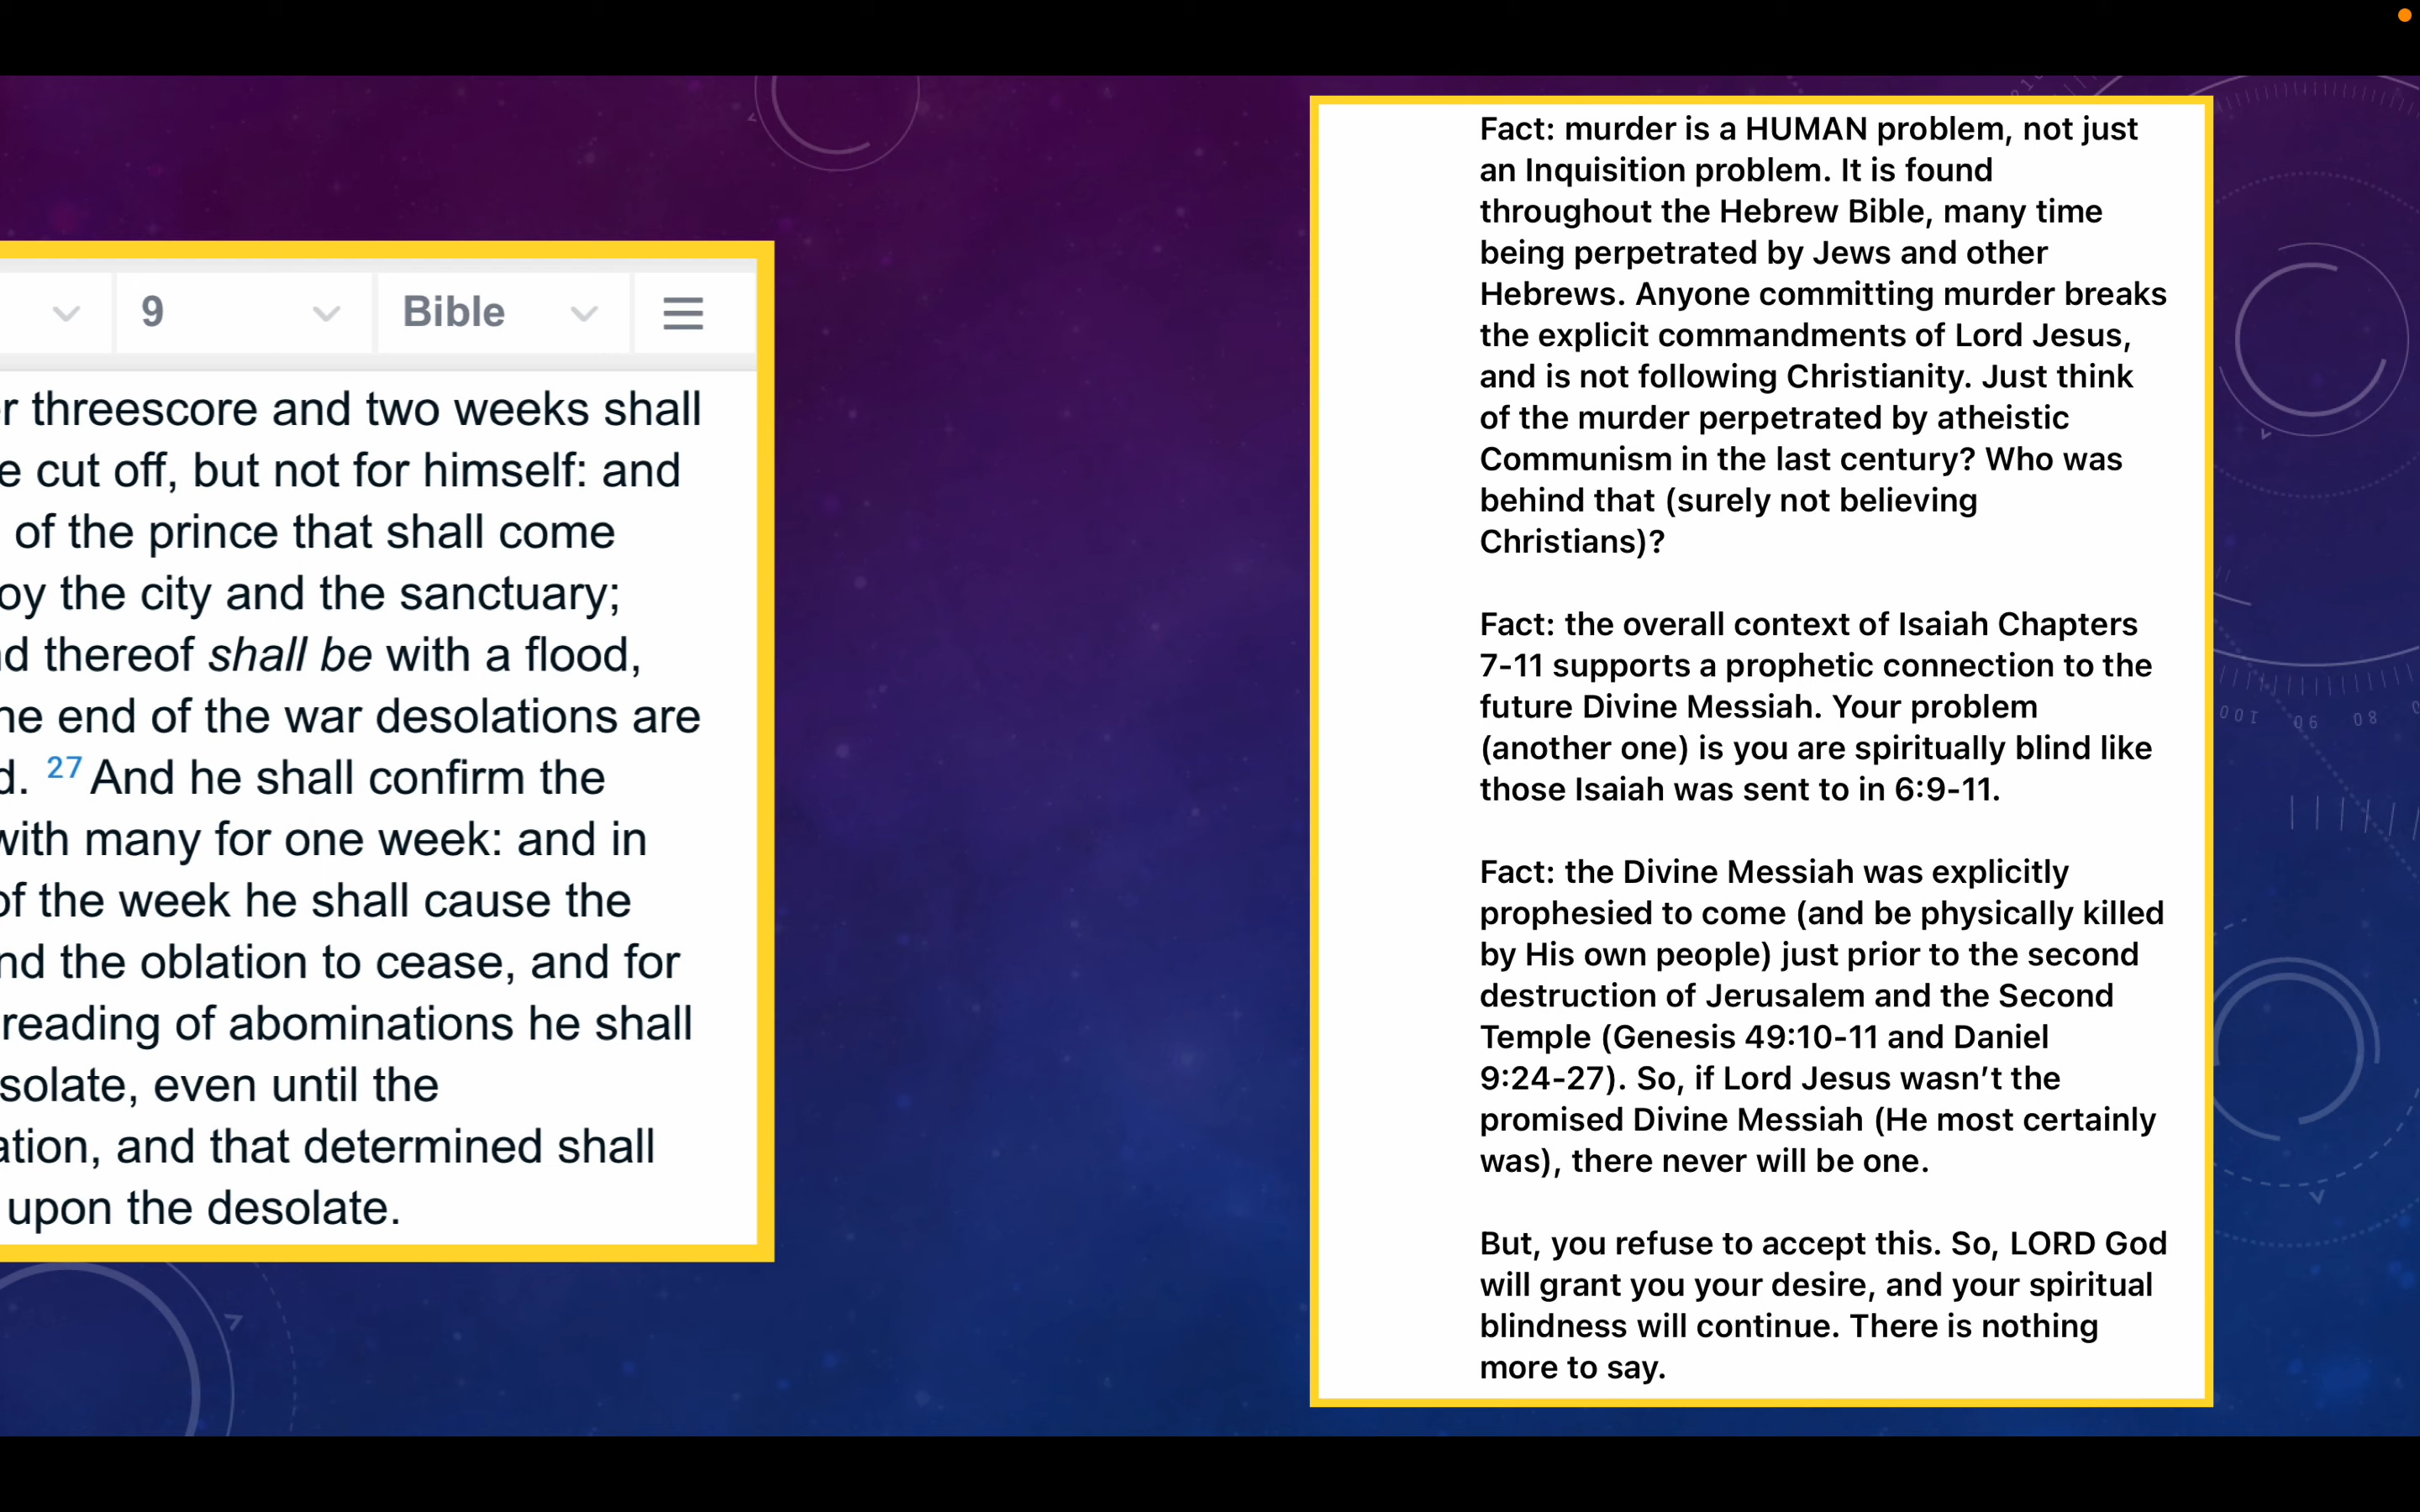 9
Bible
threescore and two weeks shall
cut off, but not for himself: and
of the prince that shall come
the city and the sanctuary;
thereof shall be with a flood,
end of the war desolations are
27 And he shall confirm the
with many for one week: and in
of the week he shall cause the
the oblation to cease, and for
of abominations he shall
even until the
and that determined shall
upon the desolate.
Fact: murder is a HUMAN problem, not just
an Inquisition problem. It is found
throughout the Hebrew Bible, many time
being perpetrated by Jews and other
Hebrews. Anyone committing murder breaks
the explicit commandments of Lord Jesus,
and is not following Christianity. Just think
of the murder perpetrated by atheistic
Communism in the last century? Who was
behind that (surely not believing
Christians)?
Fact: the overall context of Isaiah Chapters
7-11 supports a prophetic connection to the
future Divine Messiah. Your problem
(another one) is you are spiritually blind like
those Isaiah was sent to in 6:9-11.
Fact: the Divine Messiah was explicitly
prophesied to come (and be physically killed
by His own people) just prior to the second
destruction of Jerusalem and the Second
Temple (Genesis 49:10-11 and Daniel
9:24-27). So, if Lord Jesus wasn’t the
promised Divine Messiah (He most certainly
was), there never will be one.
But, you refuse to accept this. So, LORD God
will grant you your desire, and your spiritual
blindness will continue. There is nothing
more to say.
100 90 80